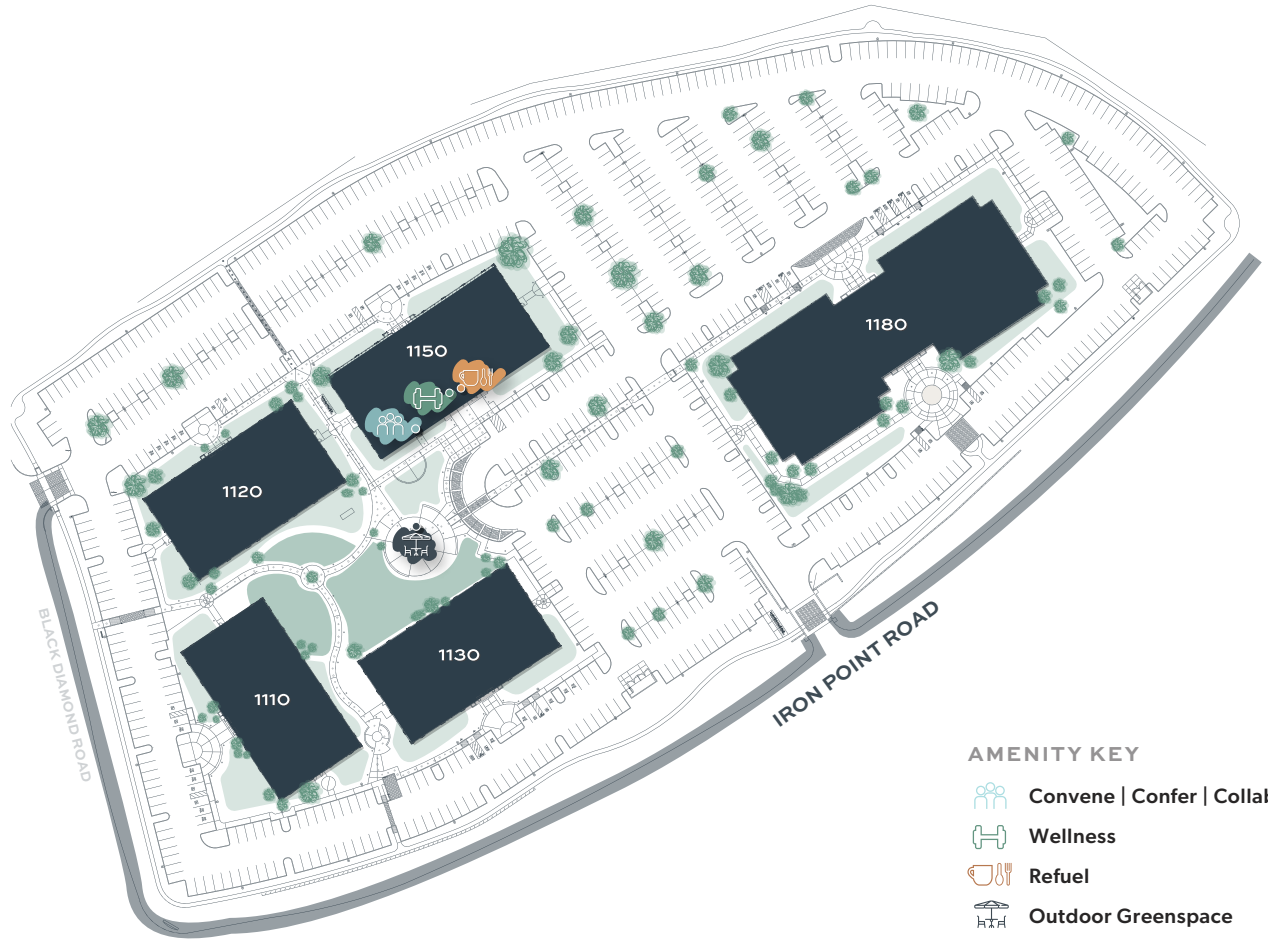 1180
1150
1120
1130
1110
BLACK DIAMOND ROAD
IRON POINT ROAD
AMENITY KEY
Convene | Confer | Collab
Wellness
Refuel
Outdoor Greenspace